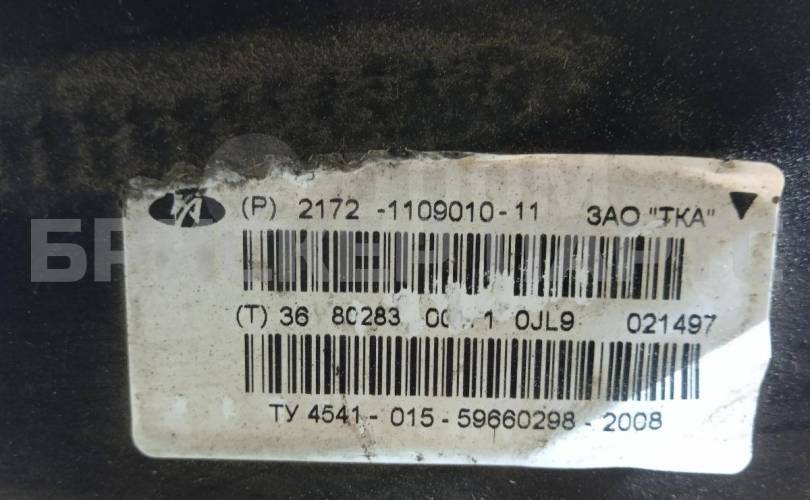 (P) 2172 -1109010-11 ЗАО "ТКА"
(T) 36 80283 0JL9 021497
ТУ 4541- 015 - 59660298 - 2008